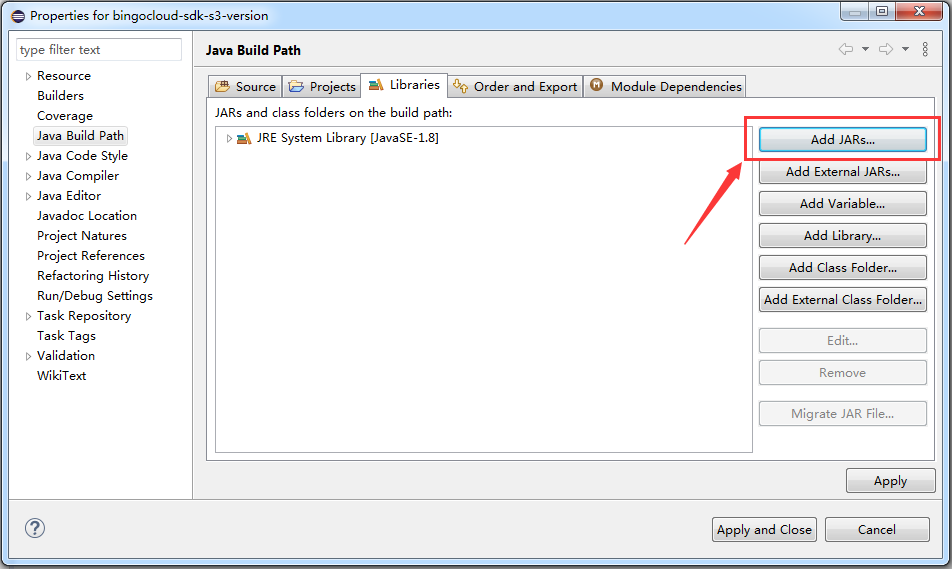 Properties for bingocloud-sdk-s3-version
type filter text
Resource
Builders
Coverage
Java Build Path
Java Code Style
Java Compiler
Java Editor
Javadoc Location
Project Natures
Project References
Refactoring History
Run/Debug Settings
Task Repository
Task Tags
Validation
WikiText
Java Build Path
Source
Projects
Libraries
Order and Export
Module Dependencies
JARs and class folders on the build path:
JRE System Library [JavaSE-1.8]
Add JARs...
Add External JARs...
Add Variable...
Add Library...
Add Class Folder...
Add External Class Folder...
Edit...
Remove
Migrate JAR File...
Apply
Apply and Close
Cancel